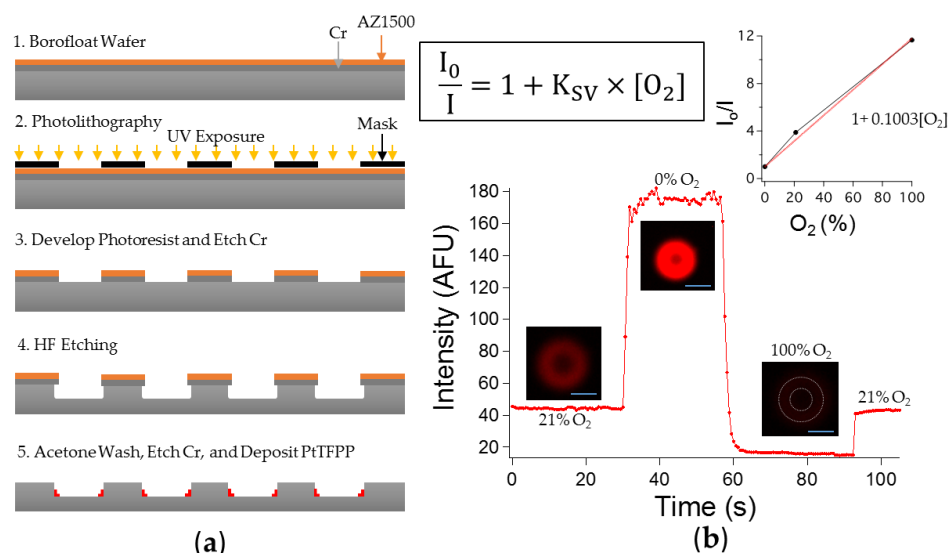 1. Borofloat Wafer
Cr
AZ1500
2. Photolithography
UV Exposure
Mask
3. Develop Photoresist and Etch Cr
4. HF Etching
5. Acetone Wash, Etch Cr, and Deposit PtTFPP
(a)
I₀/I = 1 + K_SV × [O₂]
12
8
4
0
I₀/I
1+ 0.1003[O₂]
0 20 40 60 80 100
O₂ (%)
180
160
140
120
100
80
60
40
20
Intensity (AFU)
0% O₂
21% O₂
100% O₂
21% O₂
0 20 40 60 80 100
Time (s)
(b)